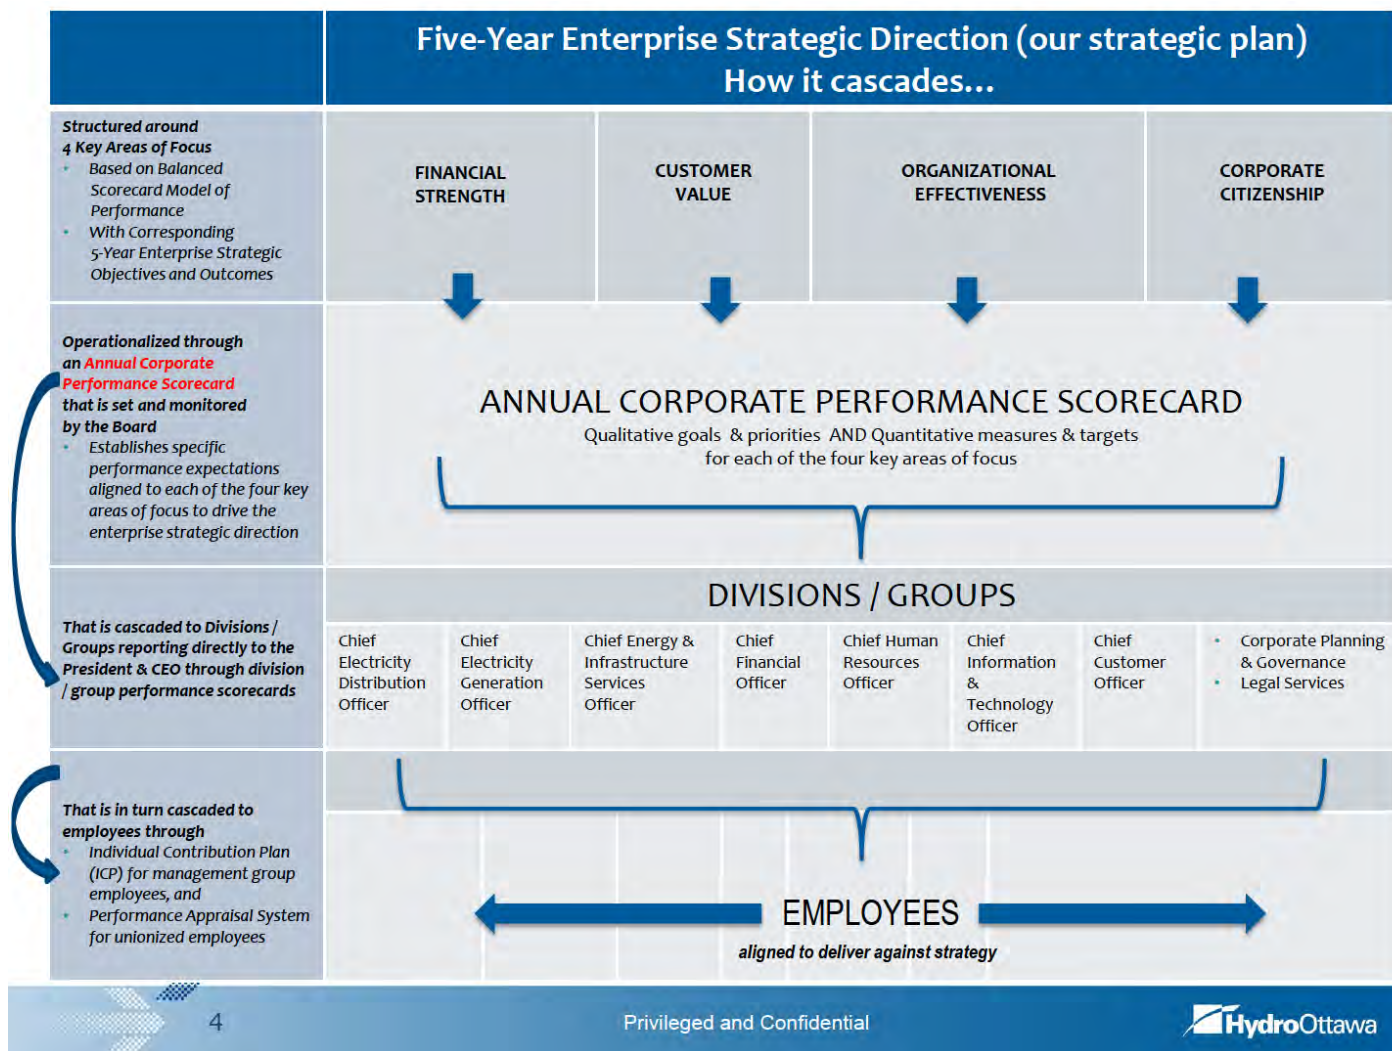 Five-Year Enterprise Strategic Direction (our strategic plan)
How it cascades...
Structured around
4 Key Areas of Focus
• Based on Balanced
Scorecard Model of
Performance
• With Corresponding
5-Year Enterprise Strategic
Objectives and Outcomes
FINANCIAL
STRENGTH
CUSTOMER
VALUE
ORGANIZATIONAL
EFFECTIVENESS
CORPORATE
CITIZENSHIP
Operationalized through
an Annual Corporate
Performance Scorecard
that is set and monitored
by the Board
• Establishes specific
performance expectations
aligned to each of the four key
areas of focus to drive the
enterprise strategic direction
ANNUAL CORPORATE PERFORMANCE SCORECARD
Qualitative goals & priorities AND Quantitative measures & targets
for each of the four key areas of focus
That is cascaded to Divisions /
Groups reporting directly to the
President & CEO through division
/ group performance scorecards
DIVISIONS / GROUPS
Chief
Electricity
Distribution
Officer
Chief
Electricity
Generation
Officer
Chief Energy &
Infrastructure
Services
Officer
Chief
Financial
Officer
Chief Human
Resources
Officer
Chief
Information
&
Technology
Officer
Chief
Customer
Officer
• Corporate Planning
& Governance
• Legal Services
That is in turn cascaded to
employees through
• Individual Contribution Plan
(ICP) for management group
employees, and
• Performance Appraisal System
for unionized employees
EMPLOYEES
aligned to deliver against strategy
4
Privileged and Confidential
HydroOttawa